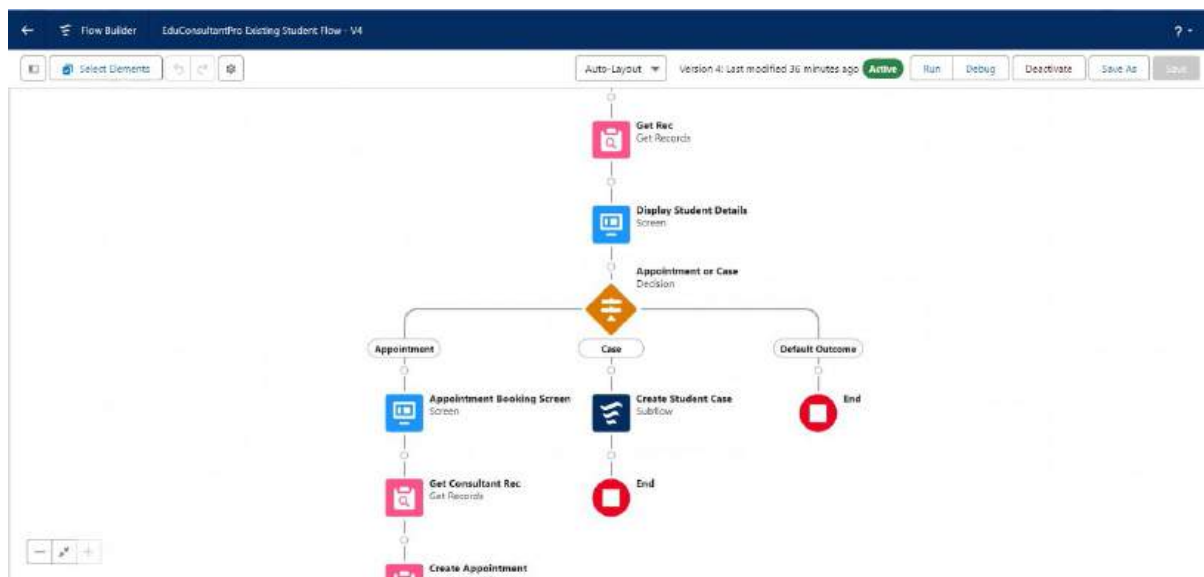 Flow Builder
EduConsultantPro Existing Student Flow - V4
?
Select Elements
Auto-Layout
Version 4: Last modified 36 minutes ago
Active
Run
Debug
Deactivate
Save As
Save
Get Rec
Get Records
Display Student Details
Screen
Appointment or Case
Decision
Appointment
Case
Default Outcome
Appointment Booking Screen
Screen
Create Student Case
Subflow
End
Get Consultant Rec
Get Records
End
Create Appointment